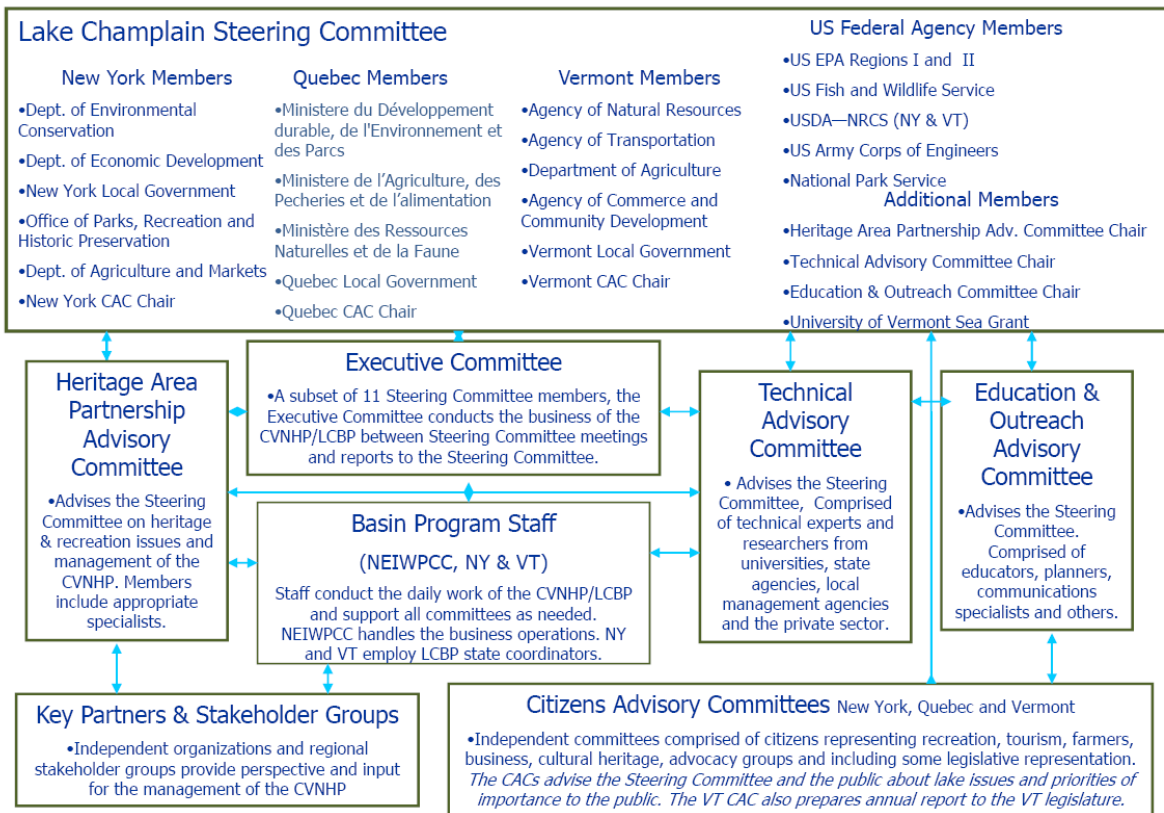 Lake Champlain Steering Committee
New York Members
•Dept. of Environmental
Conservation
•Dept. of Economic Development
•New York Local Government
•Office of Parks, Recreation and
Historic Preservation
•Dept. of Agriculture and Markets
•New York CAC Chair
Quebec Members
•Ministere du Développement
durable, de l'Environnement et
des Parcs
•Ministere de l’Agriculture, des
Pecheries et de l’alimentation
•Ministère des Ressources
Naturelles et de la Faune
•Quebec Local Government
•Quebec CAC Chair
Vermont Members
•Agency of Natural Resources
•Agency of Transportation
•Department of Agriculture
•Agency of Commerce and
Community Development
•Vermont Local Government
•Vermont CAC Chair
US Federal Agency Members
•US EPA Regions I and II
•US Fish and Wildlife Service
•USDA—NRCS (NY & VT)
•US Army Corps of Engineers
•National Park Service
Additional Members
•Heritage Area Partnership Adv. Committee Chair
•Technical Advisory Committee Chair
•Education & Outreach Committee Chair
•University of Vermont Sea Grant
Heritage Area
Partnership
Advisory
Committee
•Advises the Steering
Committee on heritage
& recreation issues and
management of the
CVNHP. Members
include appropriate
specialists.
Executive Committee
•A subset of 11 Steering Committee members, the
Executive Committee conducts the business of the
CVNHP/LCBP between Steering Committee meetings
and reports to the Steering Committee.
Basin Program Staff
(NEIWPCC, NY & VT)
Staff conduct the daily work of the CVNHP/LCBP
and support all committees as needed.
NEIWPCC handles the business operations. NY
and VT employ LCBP state coordinators.
Technical
Advisory
Committee
• Advises the Steering
Committee, Comprised
of technical experts and
researchers from
universities, state
agencies, local
management agencies
and the private sector.
Education &
Outreach
Advisory
Committee
•Advises the Steering
Committee.
Comprised of
educators, planners,
communications
specialists and others.
Key Partners & Stakeholder Groups
•Independent organizations and regional
stakeholder groups provide perspective and input
for the management of the CVNHP
Citizens Advisory Committees New York, Quebec and Vermont
•Independent committees comprised of citizens representing recreation, tourism, farmers,
business, cultural heritage, advocacy groups and including some legislative representation.
The CACs advise the Steering Committee and the public about lake issues and priorities of
importance to the public. The VT CAC also prepares annual report to the VT legislature.